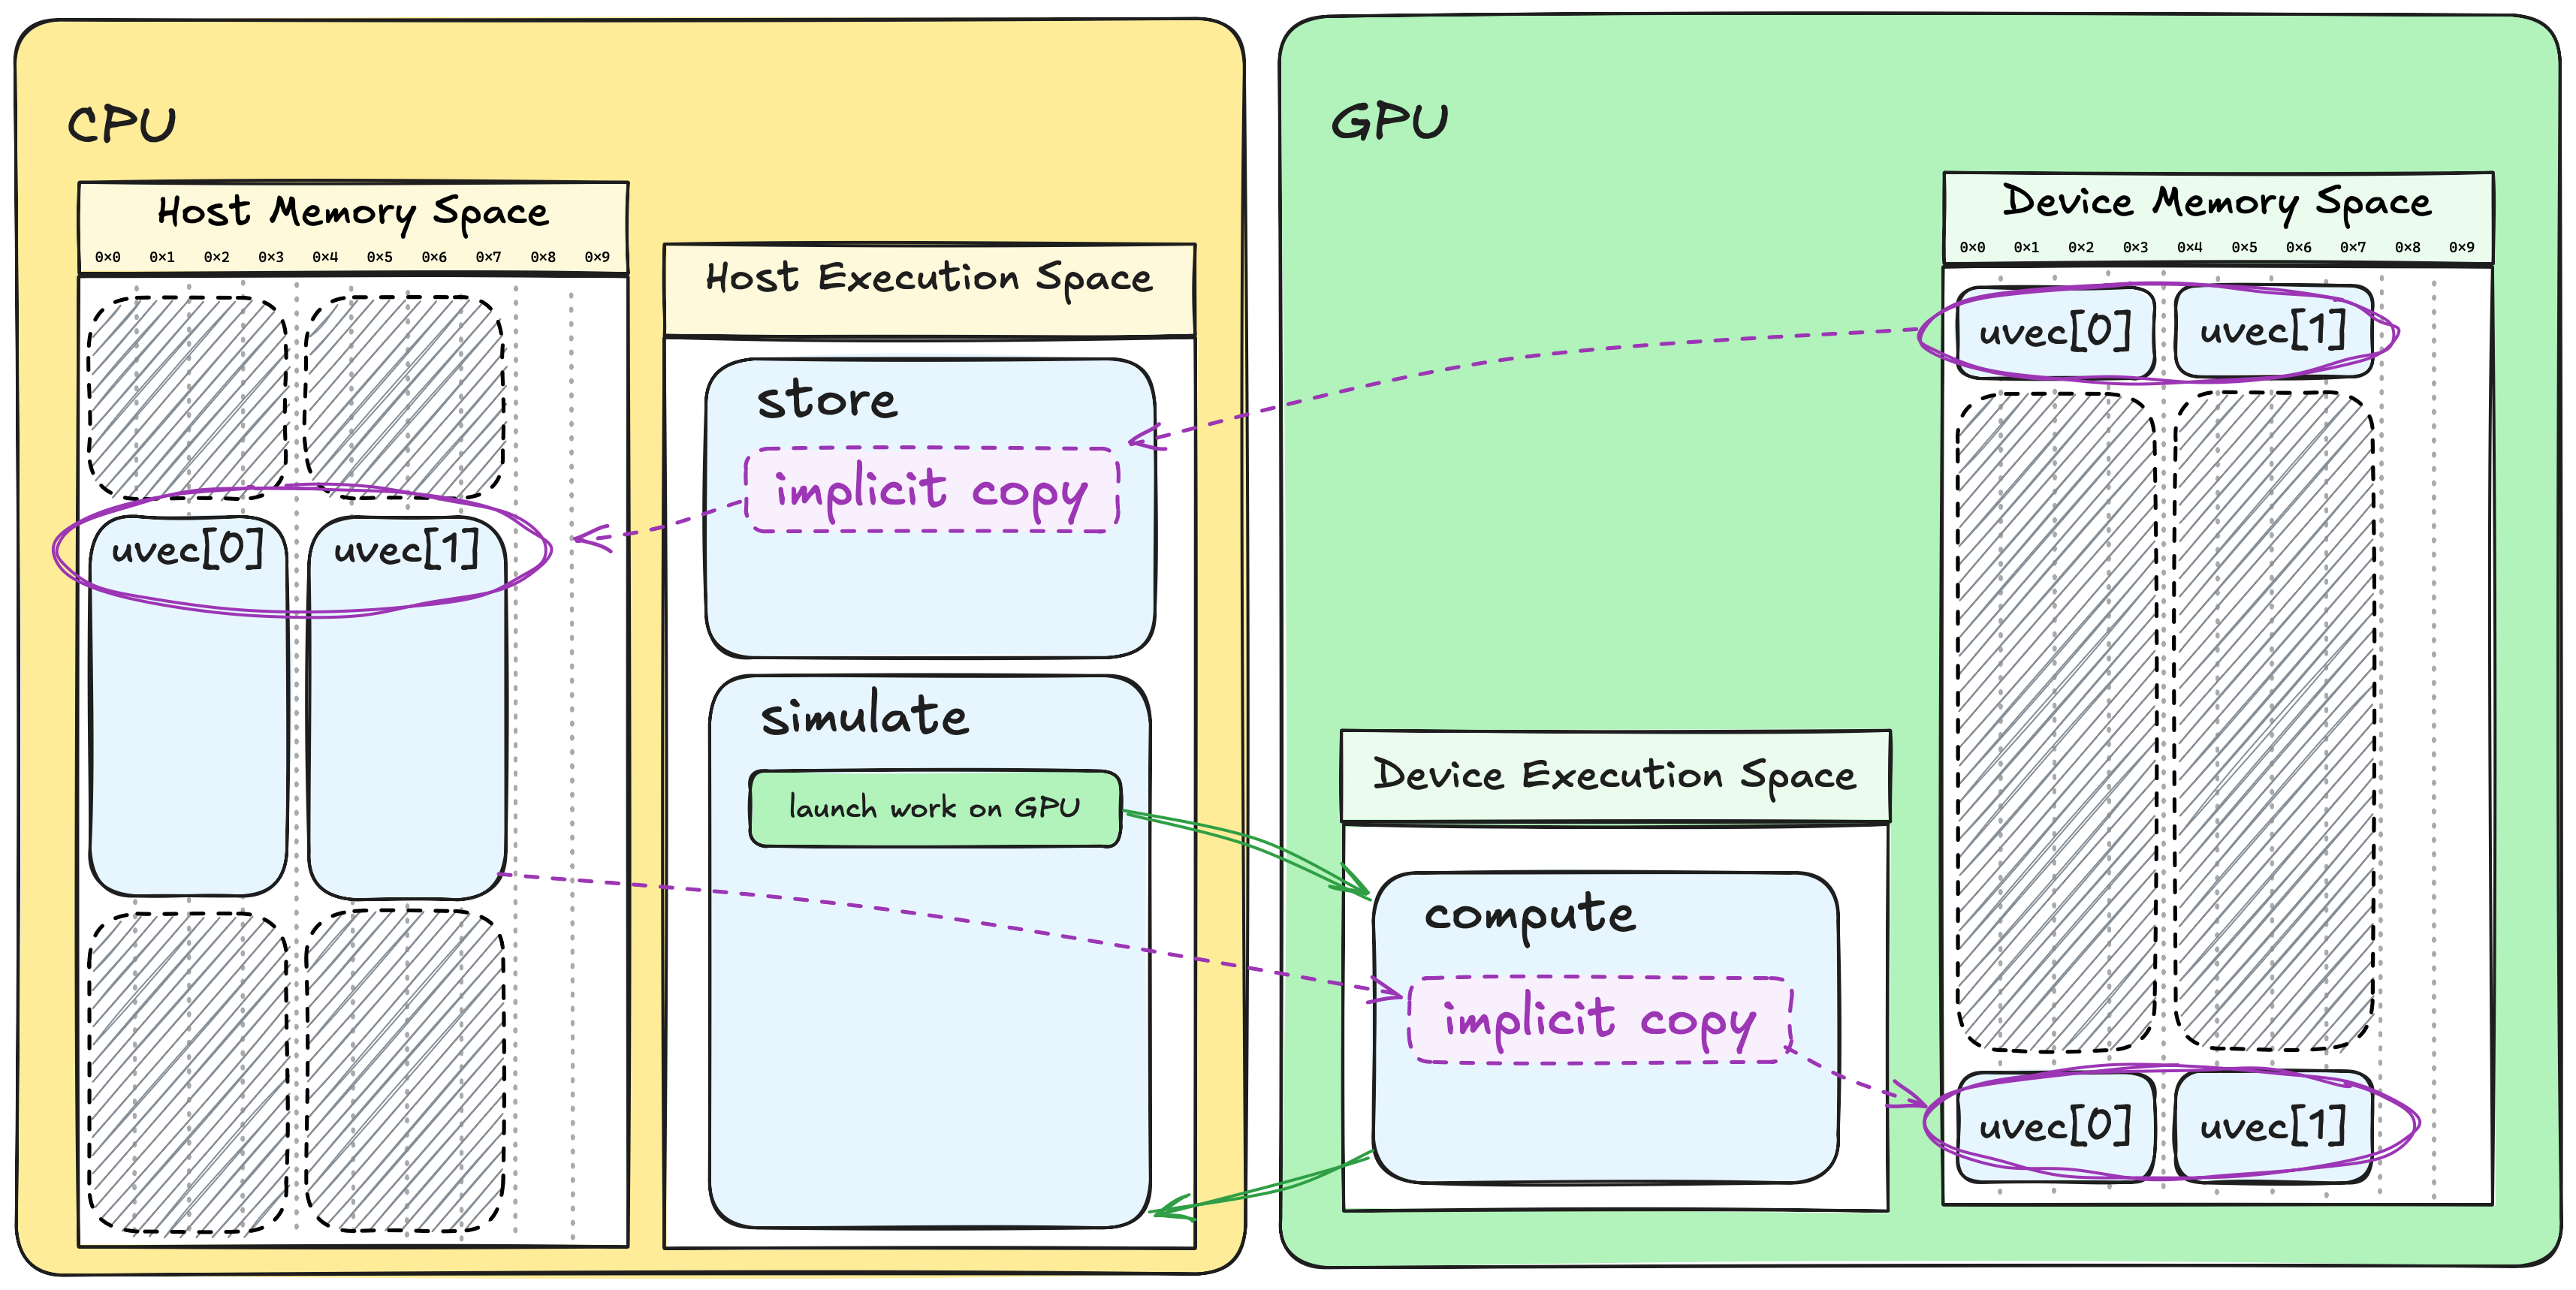 CPU
Host Memory Space
0x0 0x1 0x2 0x3 0x4 0x5 0x6 0x7 0x8 0x9
uvec[0] uvec[1]
Host Execution Space
store
implicit copy
simulate
launch work on GPU
GPU
Device Execution Space
compute
implicit copy
Device Memory Space
0x0 0x1 0x2 0x3 0x4 0x5 0x6 0x7 0x8 0x9
uvec[0] uvec[1]
uvec[0] uvec[1]